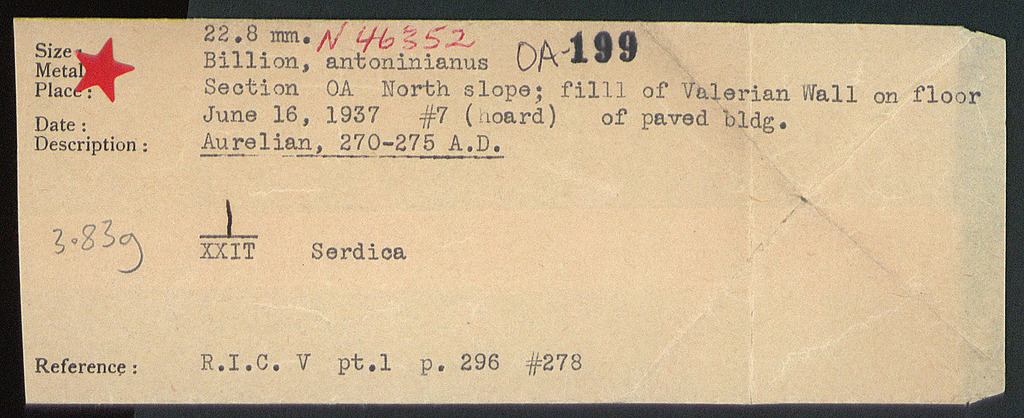 Size: 22.8 mm. N 46352
Metal Billion, antoninianus OA-199
Place: Section OA North slope; filll of Valerian Wall on floor
Date: June 16, 1937 #7 (hoard) of paved bldg.
Description: Aurelian, 270-275 A.D.
3.83g
|
XXIT Serdica
Reference: R.I.C. V pt.1 p. 296 #278